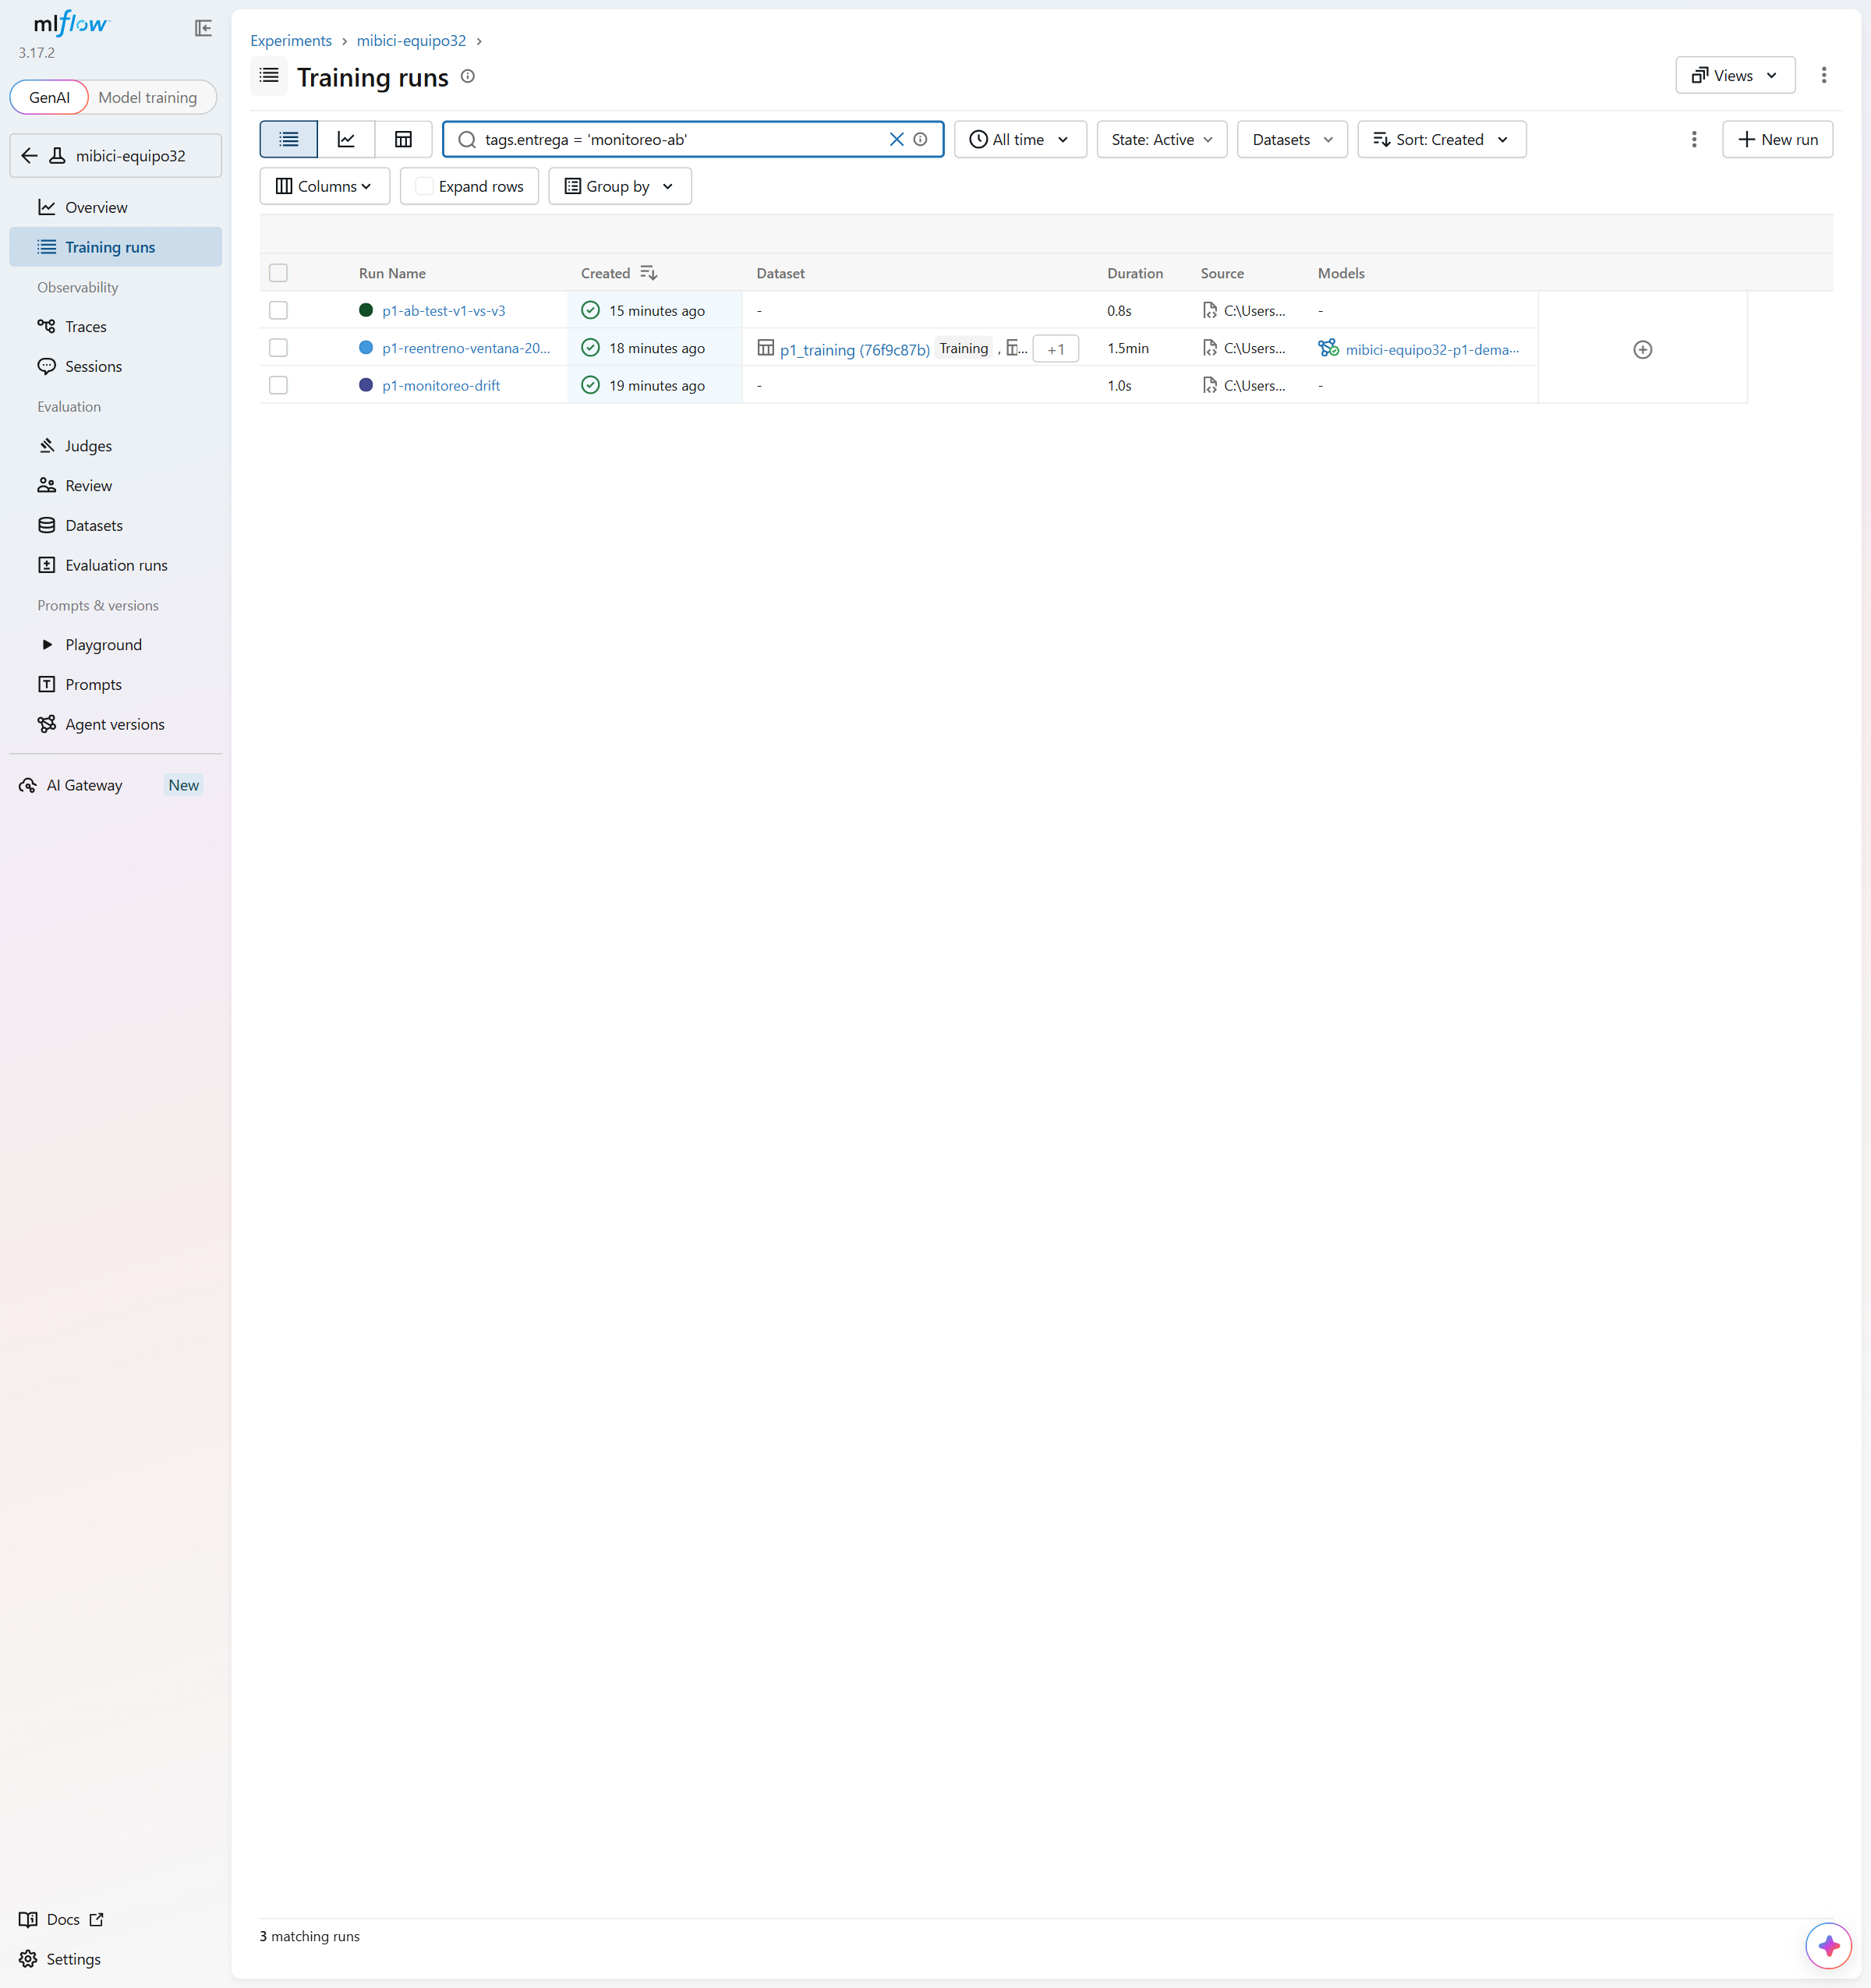 mlflow
3.17.2
GenAI Model training
mibici-equipo32
Overview
Training runs
Observability
Traces
Sessions
Evaluation
Judges
Review
Datasets
Evaluation runs
Prompts & versions
Playground
Prompts
Agent versions
AI Gateway New
Docs
Settings
Experiments > mibici-equipo32 >
Training runs
Views
tags.entrega = 'monitoreo-ab'
All time
State: Active
Datasets
Sort: Created
New run
Columns
Expand rows
Group by
Run Name Created Dataset Duration Source Models
p1-ab-test-v1-vs-v3 15 minutes ago - 0.8s C:\Users... -
p1-reentreno-ventana-20... 18 minutes ago p1_training (76f9c87b) Training , ... +1 1.5min C:\Users... mibici-equipo32-p1-dema...
p1-monitoreo-drift 19 minutes ago - 1.0s C:\Users... -
3 matching runs